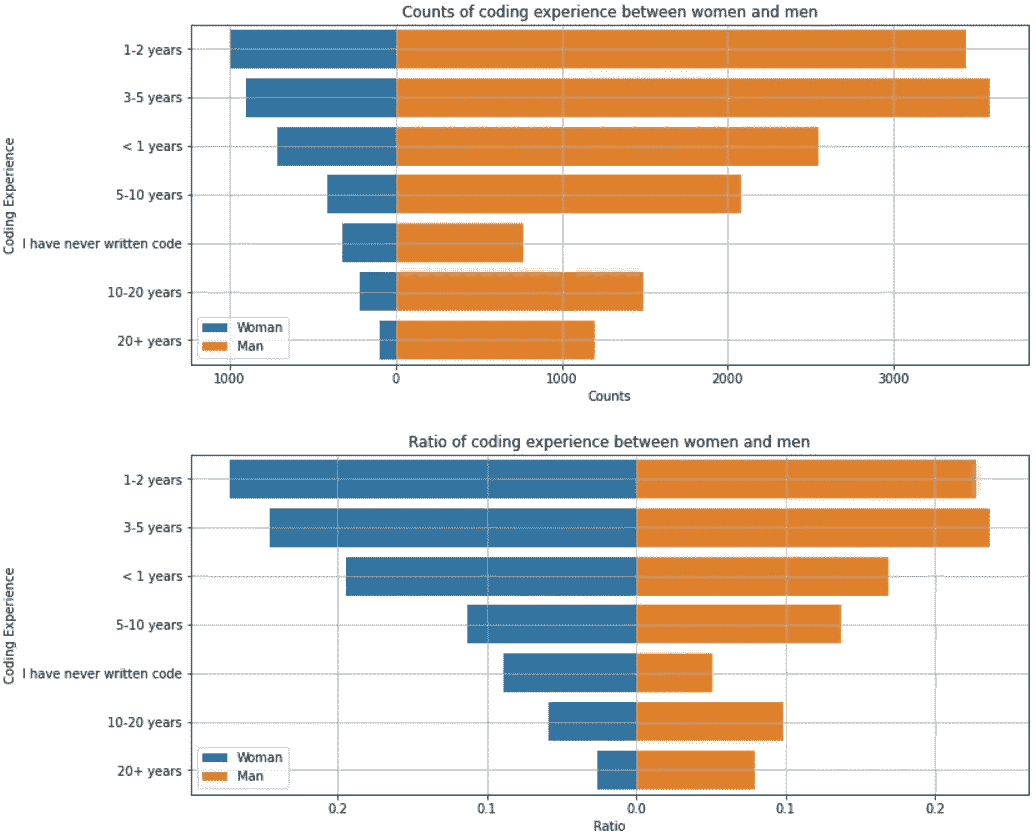 Counts of coding experience between women and men
Coding Experience
1-2 years
3-5 years
< 1 years
5-10 years
I have never written code
10-20 years
20+ years
Woman
Man
1000 0 1000 2000 3000
Counts
Ratio of coding experience between women and men
Coding Experience
1-2 years
3-5 years
< 1 years
5-10 years
I have never written code
10-20 years
20+ years
Woman
Man
0.2 0.1 0.0 0.1 0.2
Ratio